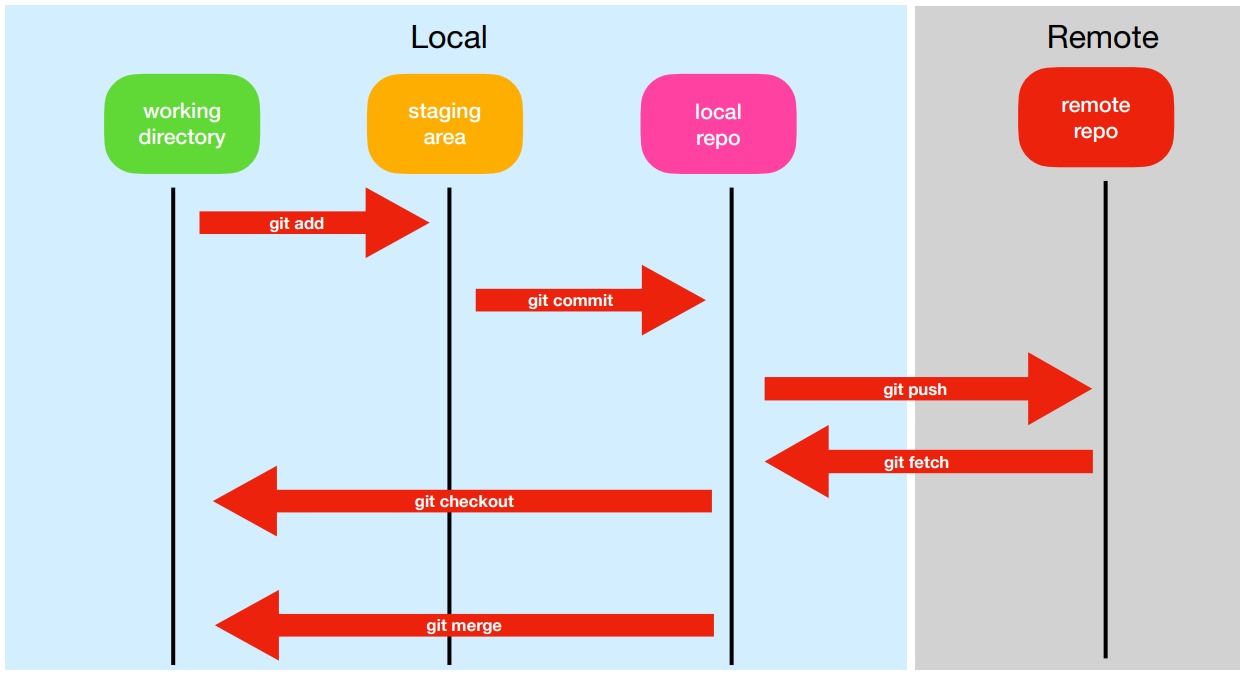 Local
Remote
working
directory
staging
area
local
repo
remote
repo
git add
git commit
git push
git fetch
git checkout
git merge